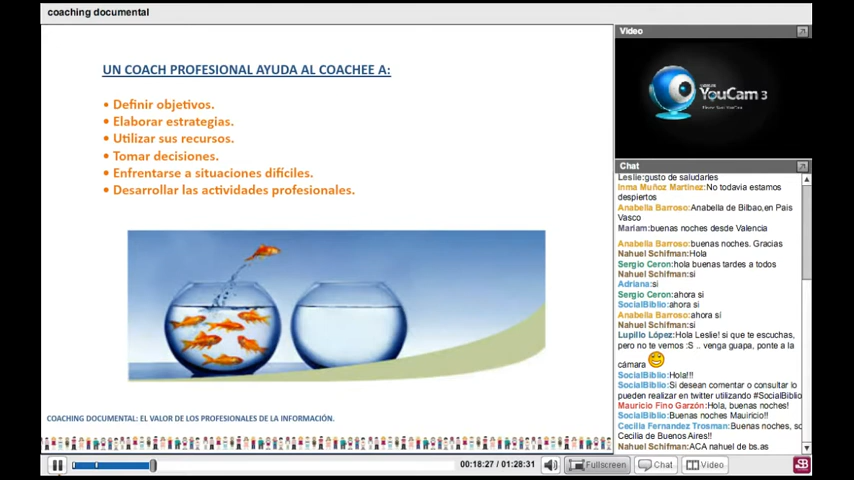 coaching documental
UN COACH PROFESIONAL AYUDA AL COACHEE A:
• Definir objetivos.
• Elaborar estrategias.
• Utilizar sus recursos.
• Tomar decisiones.
• Enfrentarse a situaciones difíciles.
• Desarrollar las actividades profesionales.
COACHING DOCUMENTAL: EL VALOR DE LOS PROFESIONALES DE LA INFORMACIÓN.
Video
YouCam 3
Chat
Leslie:gusto de saludarles
Inma Muñoz Martínez:No todavia estamos
despiertos
Anabella Barroso:Anabella de Bilbao,en Pais
Vasco
Mariam:buenas noches desde Valencia
Anabella Barroso:buenas noches. Gracias
Nahuel Schifman:Hola
Sergio Ceron:hola buenas tardes a todos
Nahuel Schifman:si
Adriana:si
Sergio Ceron:ahora si
SocialBiblio:ahora si
Anabella Barroso:ahora sí
Nahuel Schifman:si
Lupillo López:Hola Leslie! si que te escuchas,
pero no te vemos :S .. venga guapa, ponte a la
cámara
SocialBiblio:Hola!!!
SocialBiblio:Si desean comentar o consultar lo
pueden realizar en twitter utilizando #SocialBiblio
Mauricio Fino Garzón:Hola, buenas noches!
SocialBiblio:Buenas noches Mauricio!!
Cecilia Fernandez Trosman:Buenas noches, so
Cecilia de Buenos Aires!!
Nahuel Schifman:ACA nahuel de bs.as
00:18:27 / 01:28:31
Fullscreen
Chat
Video
SB